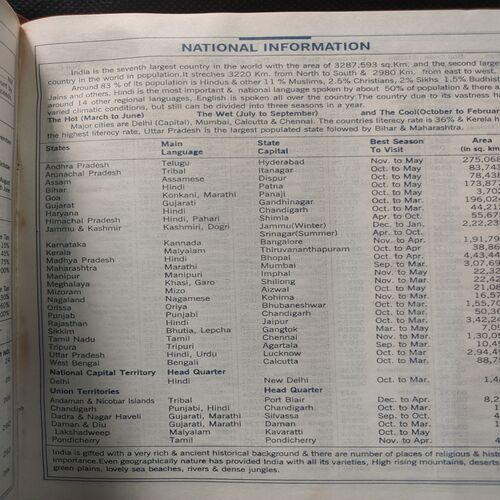 NATIONAL INFORMATION
India is the seventh largest country in the world with the area of 3287,593 sq.Km. and the second larges
country in the world in population. It streches 3220 Km. from North to South & 2980 Km. from east to west.
Around 83 % of its population is Hindus & other 11 % Muslims, 2.5% Christians, 2% Sikhs, 1.5% Budhist
Jains and others. Hindi is the most important & national language spoken by about 50% of population & there a
around 14 other regional languages, English is spoken all over the country. The country due to its vastness h
varied climatic conditions, but still can be divided into three seasons in a year.
The Hot (March to June) The Wet (July to September) and The Cool(October to Februar
Major cities are Delhi (Capital), Mumbai, Calcutta & Chennai. The countries literecy rate is 36% & Kerela h
the highest literecy rate, Uttar Pradesh is the largest populated state folowed by Bihar & Maharashtra.
States Main Language State Capital Best Season To Visit Area (in sq. km
Andhra Pradesh Telugu Hyderabad Nov. to May 275,068
Arunachal Pradesh Tribal Itanagar Oct. to May 83,743
Assam Assamese Dispur Oct. to May 78,438
Bihar Hindi Patna Oct. to May 173,877
Goa Konkani, Marathi Panaji Oct. to May 3,702
Gujarat Gujarati Gandhinagar Oct. to Mar. 196,024
Haryana Hindi Chandigarh Oct. to Mar. 44,212
Himachal Pradesh Hindi, Pahari Shimla Apr. to Oct. 55,67
Jammu & Kashmir Kashmiri, Dogri Jammu(Winter) Dec. to Jan. 2,22,23
Srinagar(Summer) Apr. to Oct.
Karnataka Kannada Bangalore Nov. to Apr. 1,91,79
Kerala Malyalam Thiruvananthapuram Oct. to Apr. 38,86
Madhya Pradesh Hindi Bhopal Oct. to Apr. 4,43,44
Maharashtra Marathi Mumbai Sep. to Mar. 3,07,69
Manipur Manipuri Imphal Nov. to May 22,32
Meghalaya Khasi, Garo Shillong Nov. to May 22,42
Mizoram Mizo Aizwal Oct. to May 21,08
Nagaland Nagamese Kohima Nov. to Mar. 16,57
Orissa Oriya Bhubaneshwar Oct. to Mar. 1,55,70
Punjab Punjabi Chandigarh Oct. to Mar. 50,36
Rajasthan Hindi Jaipur Oct. to Mar. 3,42,24
Sikkim Bhutia, Lepcha Gangtok Mar. to May 7,09
Tamil Nadu Tamil Chennai Nov. to Mar. 1,30,05
Tripura Tripuri Agartala Sep. to Mar. 10,4
Uttar Pradesh Hindi, Urdu Lucknow Oct. to Mar. 2,94,4
West Bengal Bengali Calcutta Oct. to Mar. 88,75
National Capital Territory Head Quarter
Delhi Hindi New Delhi Oct. to Mar. 1,4
Union Territories Head Quarter
Andaman & Nicobar Islands Tribal Port Blair Dec. to Apr. 8,2
Chandigarh Punjabi, Hindi Chandigarh Oct. to Mar. 1
Dadra & Nagar Haveli Gujarati, Marathi Silvassa Sep. to Oct. 4
Daman & Diu Gujarati, Marathi Daman Oct. to Mar. 1
Lakshadweep Malyalam Kavaratti Oct. to May
Pondicherry Tamil Pondicherry Nov. to Apr. 4
India is gifted with a very rich & ancient historical background & there are number of places of religious & hist
importance. Even geographically nature has provided India with all its varieties, High rising mountains, deserts
green plains, lovely sea beaches, rivers & dense jungles.